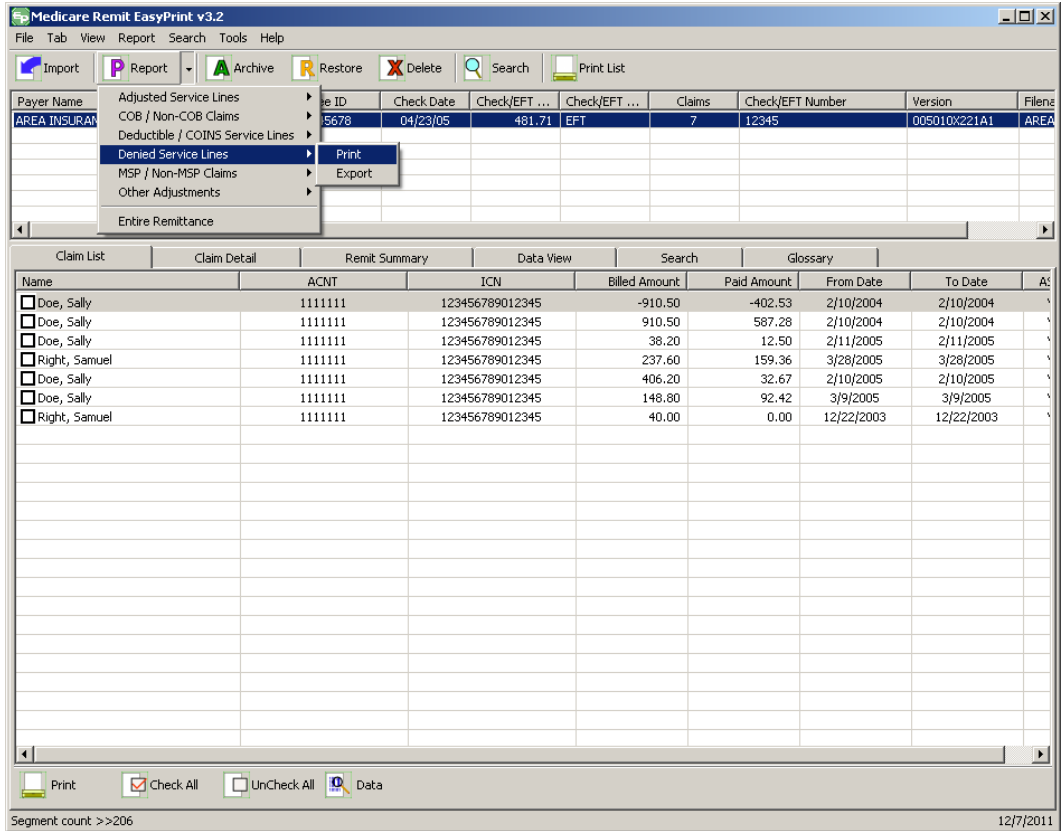 Medicare Remit EasyPrint v3.2
File Tab View Report Search Tools Help
Import P Report A Archive R Restore X Delete Search Print List
Payer Name ee ID Check Date Check/EFT ... Check/EFT ... Claims Check/EFT Number Version Filena
AREA INSURAN 5678 04/23/05 481.71 EFT 7 12345 005010X221A1 AREA
Adjusted Service Lines
COB / Non-COB Claims
Deductible / COINS Service Lines
Denied Service Lines Print
MSP / Non-MSP Claims Export
Other Adjustments
Entire Remittance
Claim List Claim Detail Remit Summary Data View Search Glossary
Name ACNT ICN Billed Amount Paid Amount From Date To Date AS
Doe, Sally 1111111 123456789012345 -910.50 -402.53 2/10/2004 2/10/2004
Doe, Sally 1111111 123456789012345 910.50 587.28 2/10/2004 2/10/2004
Doe, Sally 1111111 123456789012345 38.20 12.50 2/11/2005 2/11/2005
Right, Samuel 1111111 123456789012345 237.60 159.36 3/28/2005 3/28/2005
Doe, Sally 1111111 123456789012345 406.20 32.67 2/10/2005 2/10/2005
Doe, Sally 1111111 123456789012345 148.80 92.42 3/9/2005 3/9/2005
Right, Samuel 1111111 123456789012345 40.00 0.00 12/22/2003 12/22/2003
Print Check All UnCheck All Data
Segment count >>206 12/7/2011